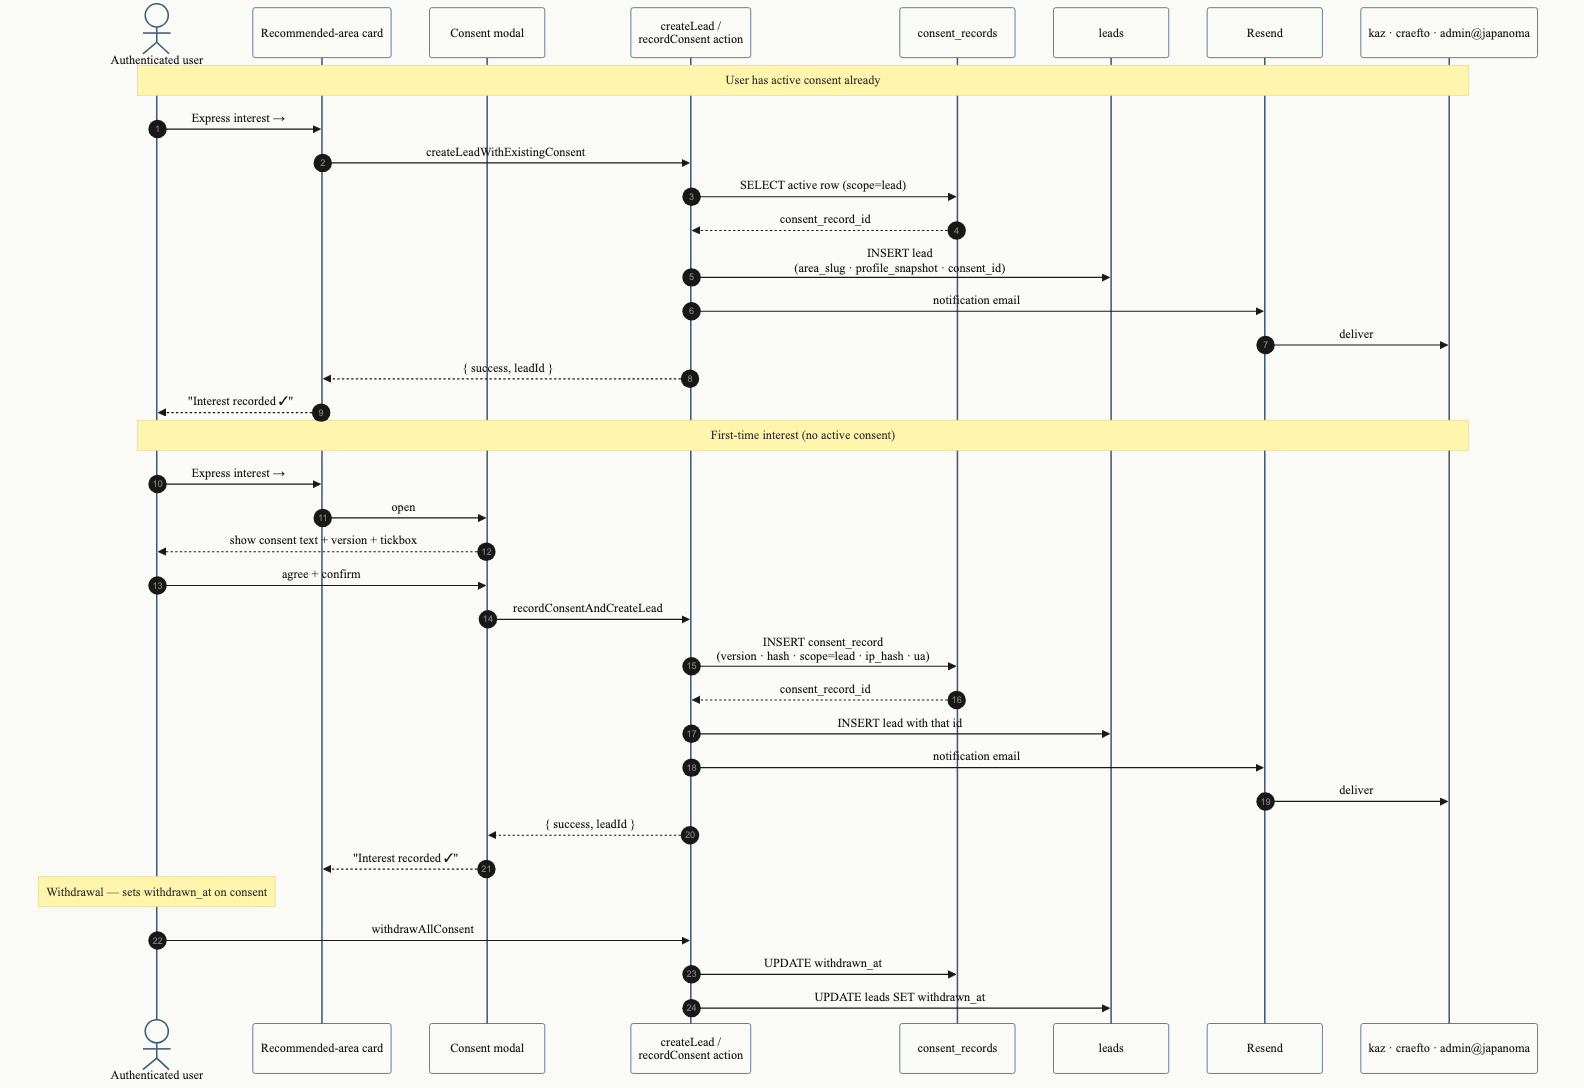 Authenticated user
Recommended-area card
Consent modal
createLead /
recordConsent action
consent_records
leads
Resend
kaz · craefto · admin@japanoma
User has active consent already
1
Express interest →
2
createLeadWithExistingConsent
3
SELECT active row (scope=lead)
consent_record_id
4
INSERT lead
(area_slug · profile_snapshot · consent_id)
5
notification email
6
deliver
7
{ success, leadId }
8
"Interest recorded ✓"
9
First-time interest (no active consent)
10
Express interest →
11
open
show consent text + version + tickbox
12
13
agree + confirm
14
recordConsentAndCreateLead
INSERT consent_record
(version · hash · scope=lead · ip_hash · ua)
15
consent_record_id
16
17
INSERT lead with that id
18
notification email
19
deliver
{ success, leadId }
20
"Interest recorded ✓"
21
Withdrawal — sets withdrawn_at on consent
22
withdrawAllConsent
23
UPDATE withdrawn_at
24
UPDATE leads SET withdrawn_at
Authenticated user
Recommended-area card
Consent modal
createLead /
recordConsent action
consent_records
leads
Resend
kaz · craefto · admin@japanoma